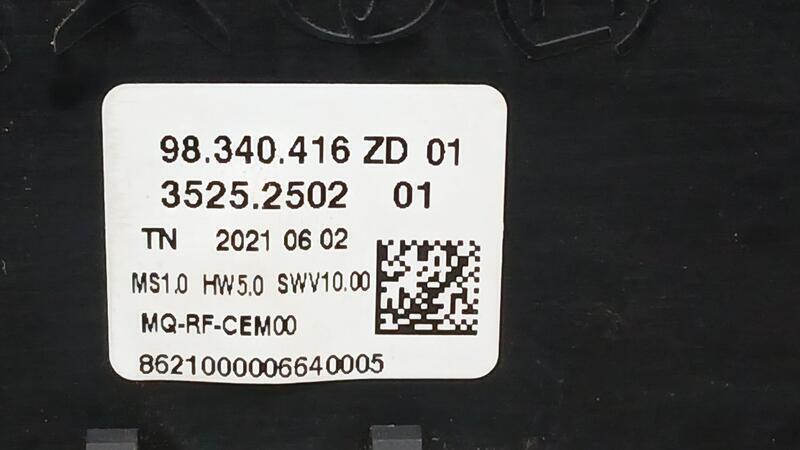 98.340.416 ZD 01
3525.2502 01
TN 2021 06 02
MS1.0 HW5.0 SWV10.00
MQ-RF-CEM00
8621000006640005